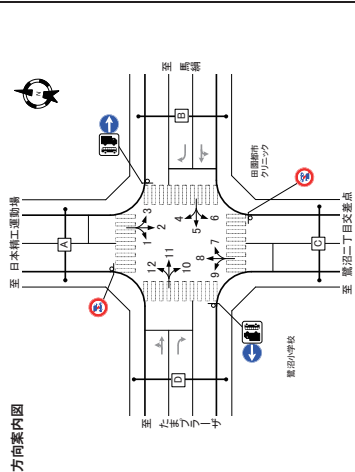 方向案内図
至 日本精工運動場
A
至 馬絹
B
田園都市
クリニック
1
2
3
4
5
6
7
8
9
10
11
12
D
至 たまプラーザ
C
鷺沼小学校
至 鷺沼二丁目交差点